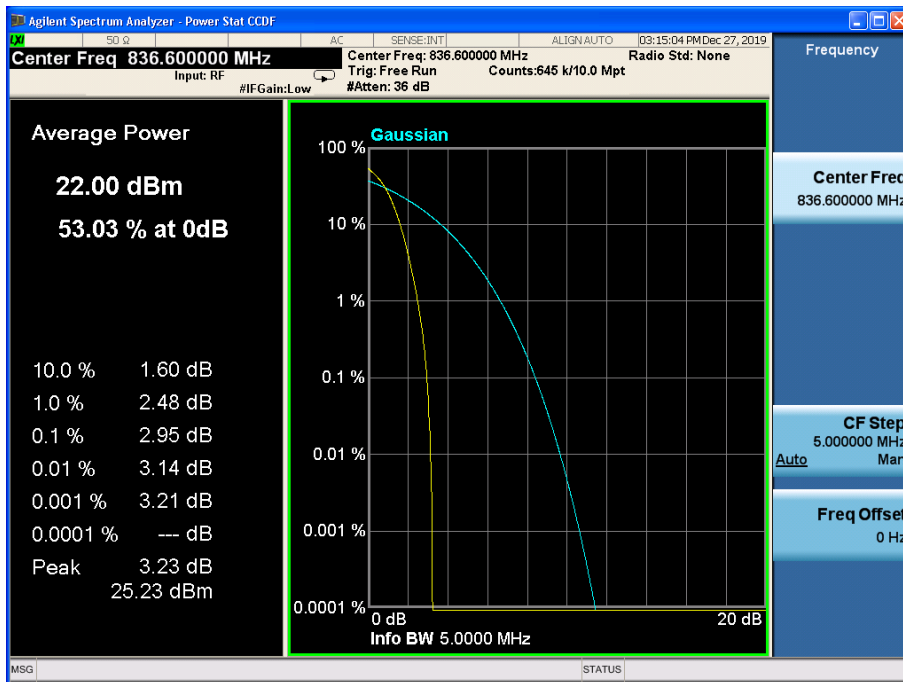 Agilent Spectrum Analyzer - Power Stat CCDF
LXI 50 Ω AC SENSE:INT ALIGN AUTO 03:15:04 PM Dec 27, 2019
Center Freq 836.600000 MHz
Input: RF
#IFGain:Low
Center Freq: 836.600000 MHz Radio Std: None
Trig: Free Run Counts:645 k/10.0 Mpt
#Atten: 36 dB
Average Power
22.00 dBm
53.03 % at 0dB
10.0 % 1.60 dB
1.0 % 2.48 dB
0.1 % 2.95 dB
0.01 % 3.14 dB
0.001 % 3.21 dB
0.0001 % --- dB
Peak 3.23 dB
25.23 dBm
Gaussian
100 %
10 %
1 %
0.1 %
0.01 %
0.001 %
0.0001 %
0 dB 20 dB
Info BW 5.0000 MHz
Frequency
Center Freq
836.600000 MHz
CF Step
5.000000 MHz
Auto Man
Freq Offset
0 Hz
MSG STATUS